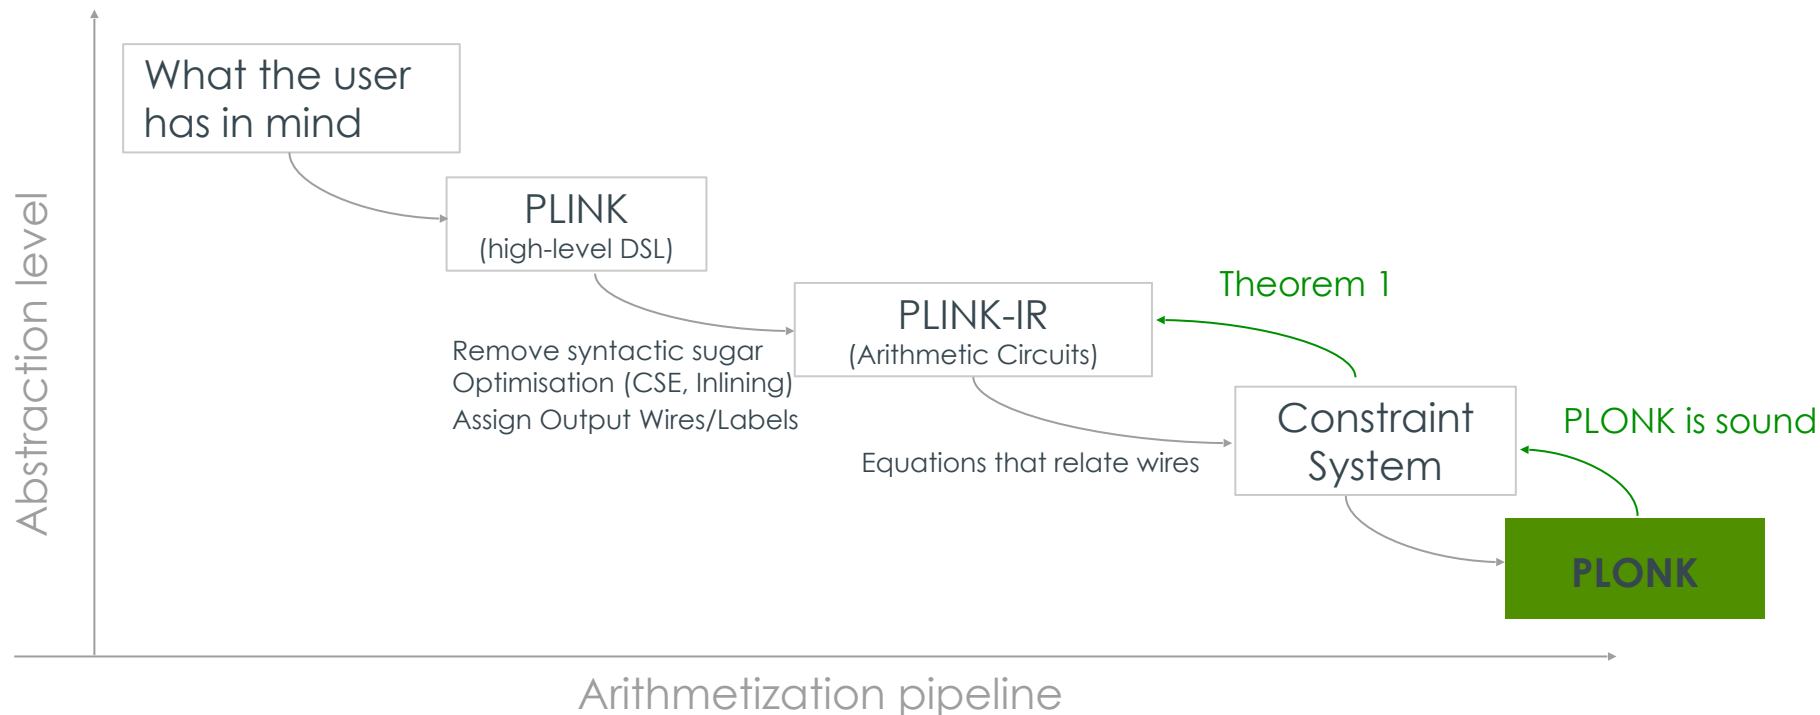 What the user
has in mind
PLINK
(high-level DSL)
Remove syntactic sugar
Optimisation (CSE, Inlining)
Assign Output Wires/Labels
PLINK-IR
(Arithmetic Circuits)
Theorem 1
Equations that relate wires
Constraint
System
PLONK is sound
PLONK
Abstraction level
Arithmetization pipeline